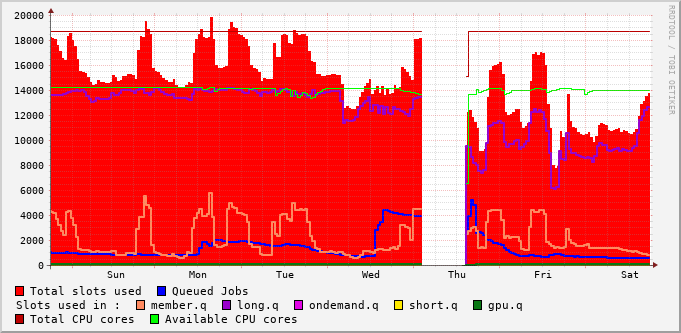 20000
18000
16000
14000
12000
10000
8000
6000
4000
2000
0
Sun Mon Tue Wed Thu Fri Sat
RRDTOOL / TOBI OETIKER
Total slots used Queued Jobs
Slots used in : member.q long.q ondemand.q short.q gpu.q
Total CPU cores Available CPU cores